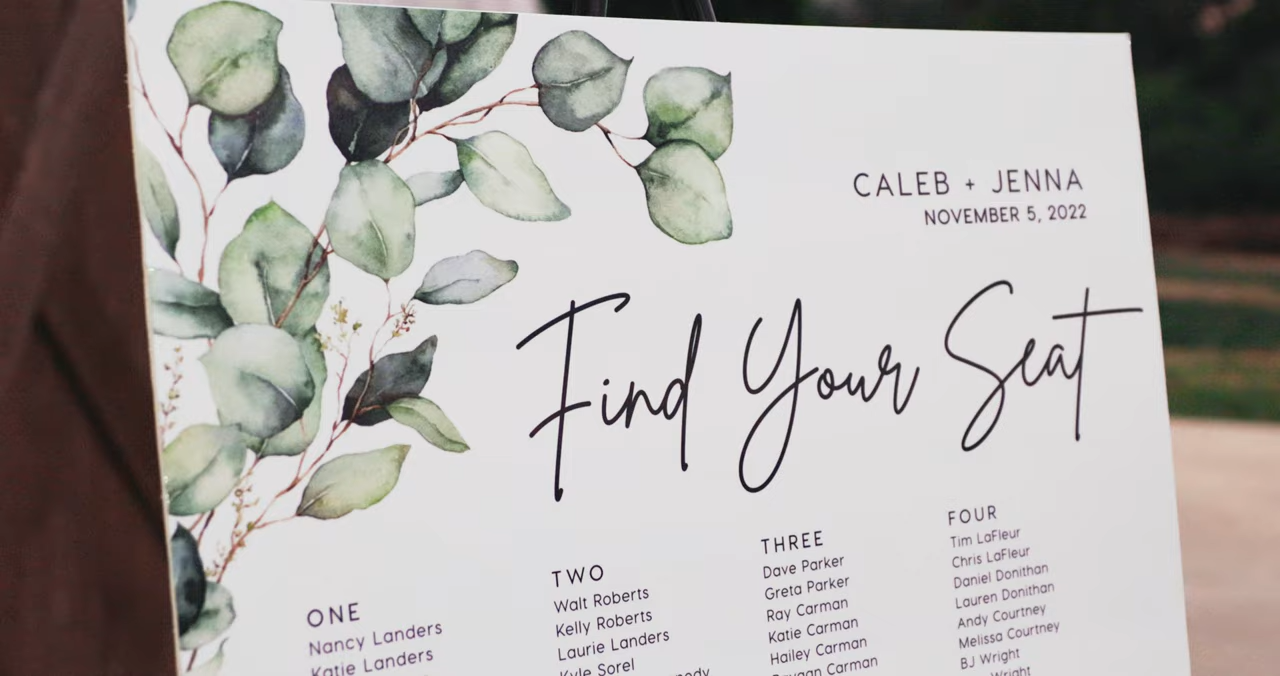 CALEB + JENNA
NOVEMBER 5, 2022
Find Your Seat
ONE
Nancy Landers
Katie Landers
TWO
Walt Roberts
Kelly Roberts
Laurie Landers
Kyle Sorel
THREE
Dave Parker
Greta Parker
Ray Carman
Katie Carman
Hailey Carman
Carman
FOUR
Tim LaFleur
Chris LaFleur
Daniel Donithan
Lauren Donithan
Andy Courtney
Melissa Courtney
BJ Wright
Wright